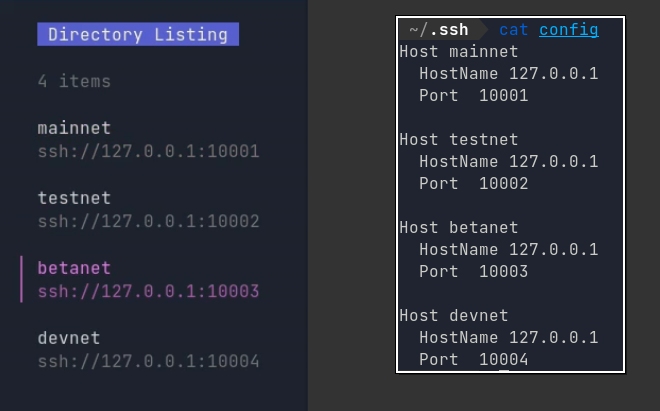 Directory Listing
4 items
mainnet
ssh://127.0.0.1:10001
testnet
ssh://127.0.0.1:10002
betanet
ssh://127.0.0.1:10003
devnet
ssh://127.0.0.1:10004
~/.ssh cat config
Host mainnet
  HostName 127.0.0.1
  Port  10001
Host testnet
  HostName 127.0.0.1
  Port  10002
Host betanet
  HostName 127.0.0.1
  Port  10003
Host devnet
  HostName 127.0.0.1
  Port  10004